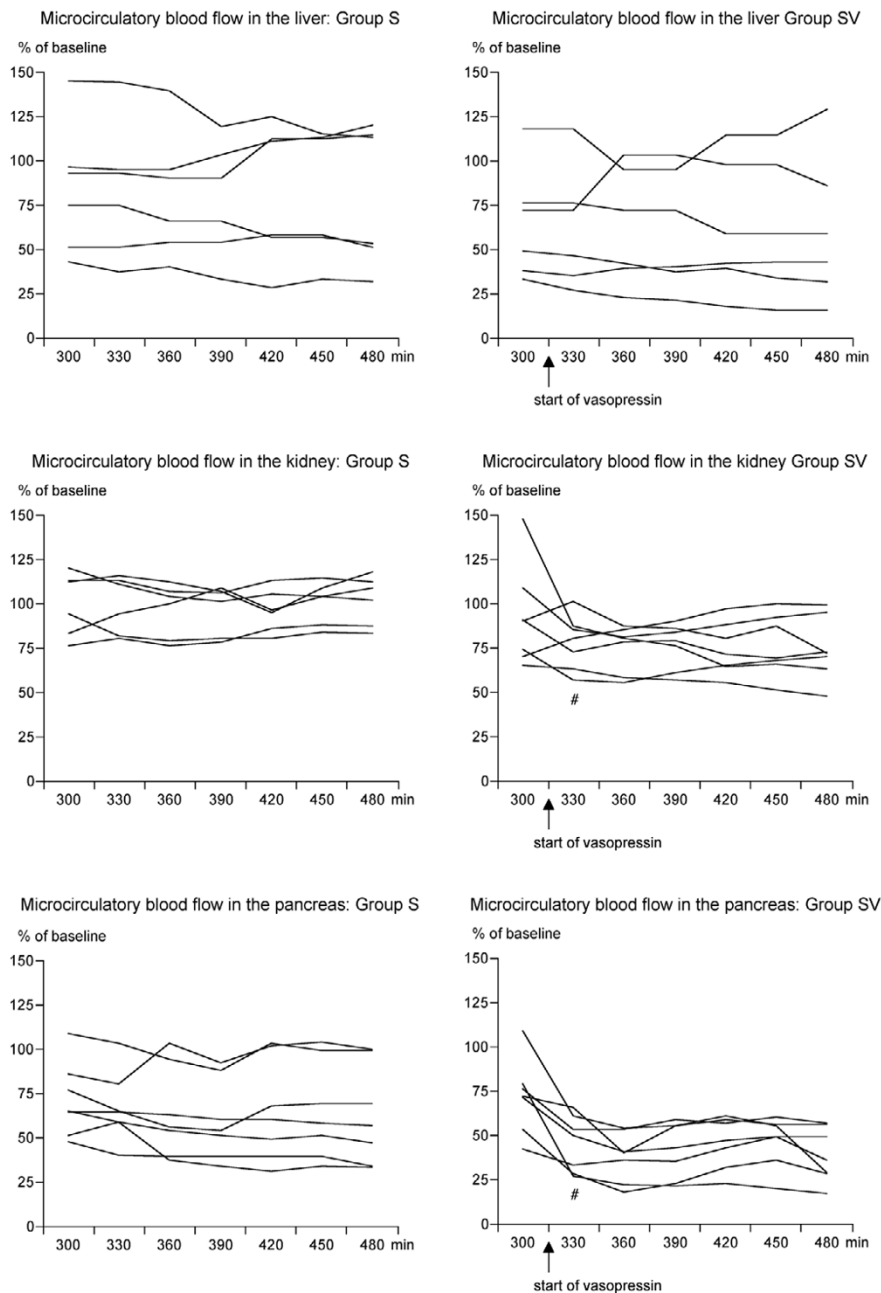 Microcirculatory blood flow in the liver: Group S
% of baseline
150
125
100
75
50
25
0
300 330 360 390 420 450 480 min
Microcirculatory blood flow in the liver Group SV
% of baseline
150
125
100
75
50
25
0
300 330 360 390 420 450 480 min
start of vasopressin
Microcirculatory blood flow in the kidney: Group S
% of baseline
150
125
100
75
50
25
0
300 330 360 390 420 450 480 min
Microcirculatory blood flow in the kidney Group SV
% of baseline
150
125
100
75
50
25
0
#
300 330 360 390 420 450 480 min
start of vasopressin
Microcirculatory blood flow in the pancreas: Group S
% of baseline
150
125
100
75
50
25
0
300 330 360 390 420 450 480 min
Microcirculatory blood flow in the pancreas: Group SV
% of baseline
150
125
100
75
50
25
0
#
300 330 360 390 420 450 480 min
start of vasopressin